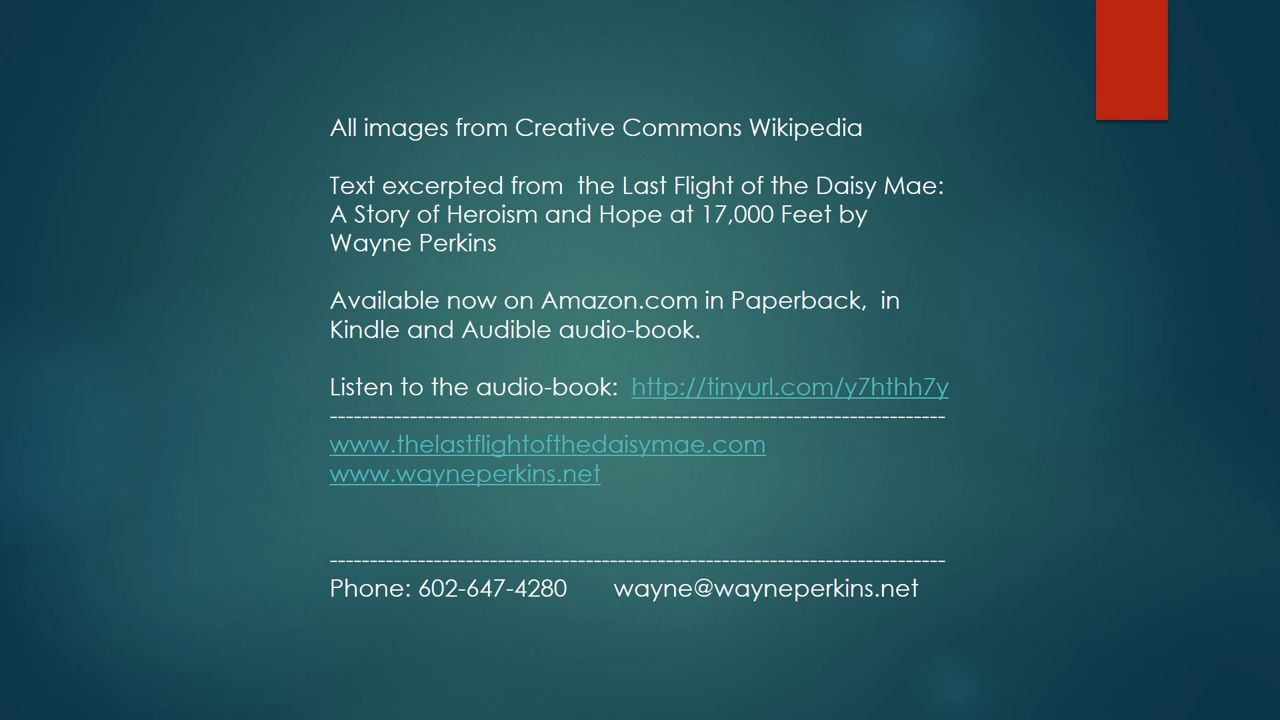 All images from Creative Commons Wikipedia
Text excerpted from  the Last Flight of the Daisy Mae:
A Story of Heroism and Hope at 17,000 Feet by
Wayne Perkins
Available now on Amazon.com in Paperback,  in
Kindle and Audible audio-book.
Listen to the audio-book:  http://tinyurl.com/y7hthh7y
-----------------------------------------------------------------------------
www.thelastflightofthedaisymae.com
www.wayneperkins.net
-----------------------------------------------------------------------------
Phone: 602-647-4280       wayne@wayneperkins.net